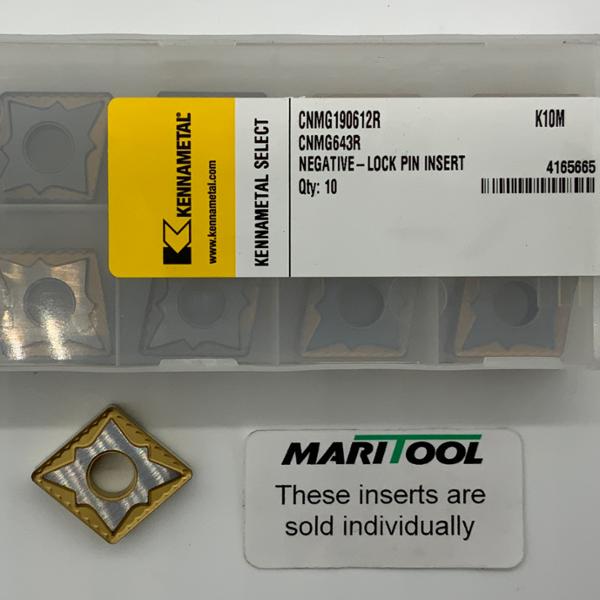 KENNAMETAL®
www.kennametal.com
KENNAMETAL SELECT
CNMG190612R K10M
CNMG643R
NEGATIVE-LOCK PIN INSERT 4165665
Qty: 10
MARITOOL
These inserts are
sold individually